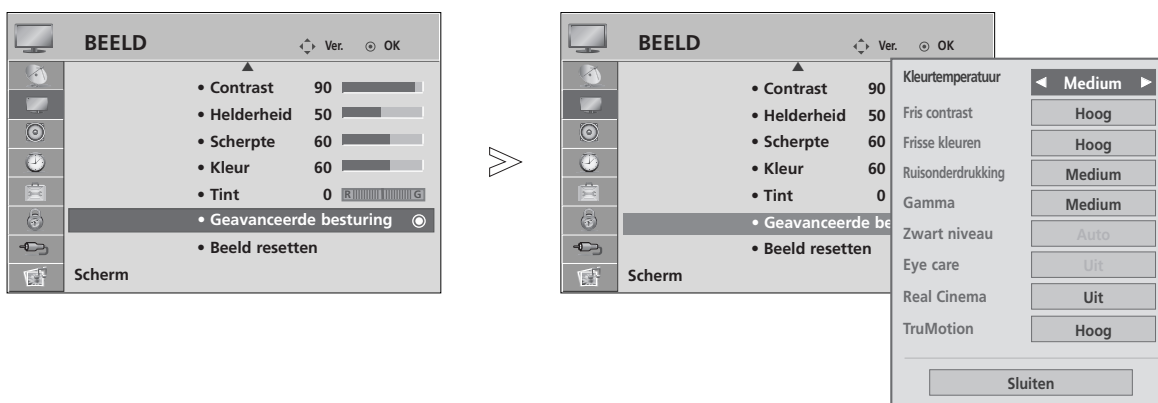 BEELD
Ver. OK
• Contrast 90
• Helderheid 50
• Scherpte 60
• Kleur 60
• Tint 0 R G
• Geavanceerde besturing
• Beeld resetten
Scherm
BEELD
Ver. OK
• Contrast 90
• Helderheid 50
• Scherpte 60
• Kleur 60
• Tint 0
• Geavanceerde be
• Beeld resetten
Scherm
Kleurtemperatuur Medium
Fris contrast Hoog
Frisse kleuren Hoog
Ruisonderdrukking Medium
Gamma Medium
Zwart niveau Auto
Eye care Uit
Real Cinema Uit
TruMotion Hoog
Sluiten